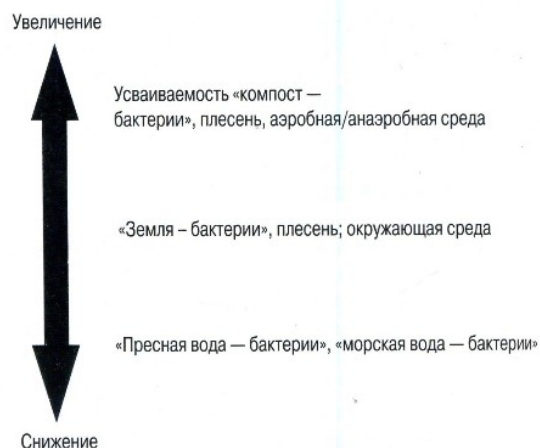 Увеличение
Усваиваемость «компост —
бактерии», плесень, аэробная/анаэробная среда
«Земля – бактерии», плесень; окружающая среда
«Пресная вода — бактерии», «морская вода — бактерии»
Снижение